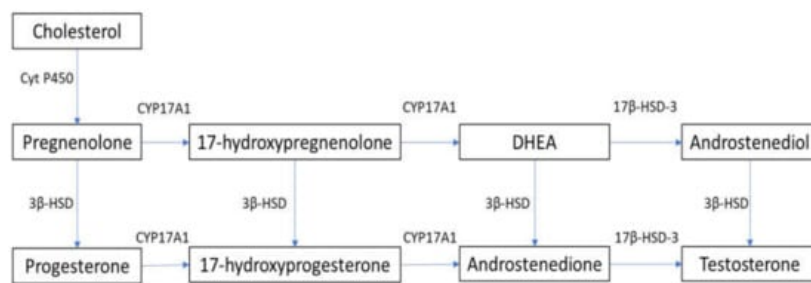 Cholesterol
Cyt P450
CYP17A1 CYP17A1 17β-HSD-3
Pregnenolone 17-hydroxypregnenolone DHEA Androstenediol
3β-HSD 3β-HSD 3β-HSD 3β-HSD
CYP17A1 CYP17A1 17β-HSD-3
Progesterone 17-hydroxyprogesterone Androstenedione Testosterone